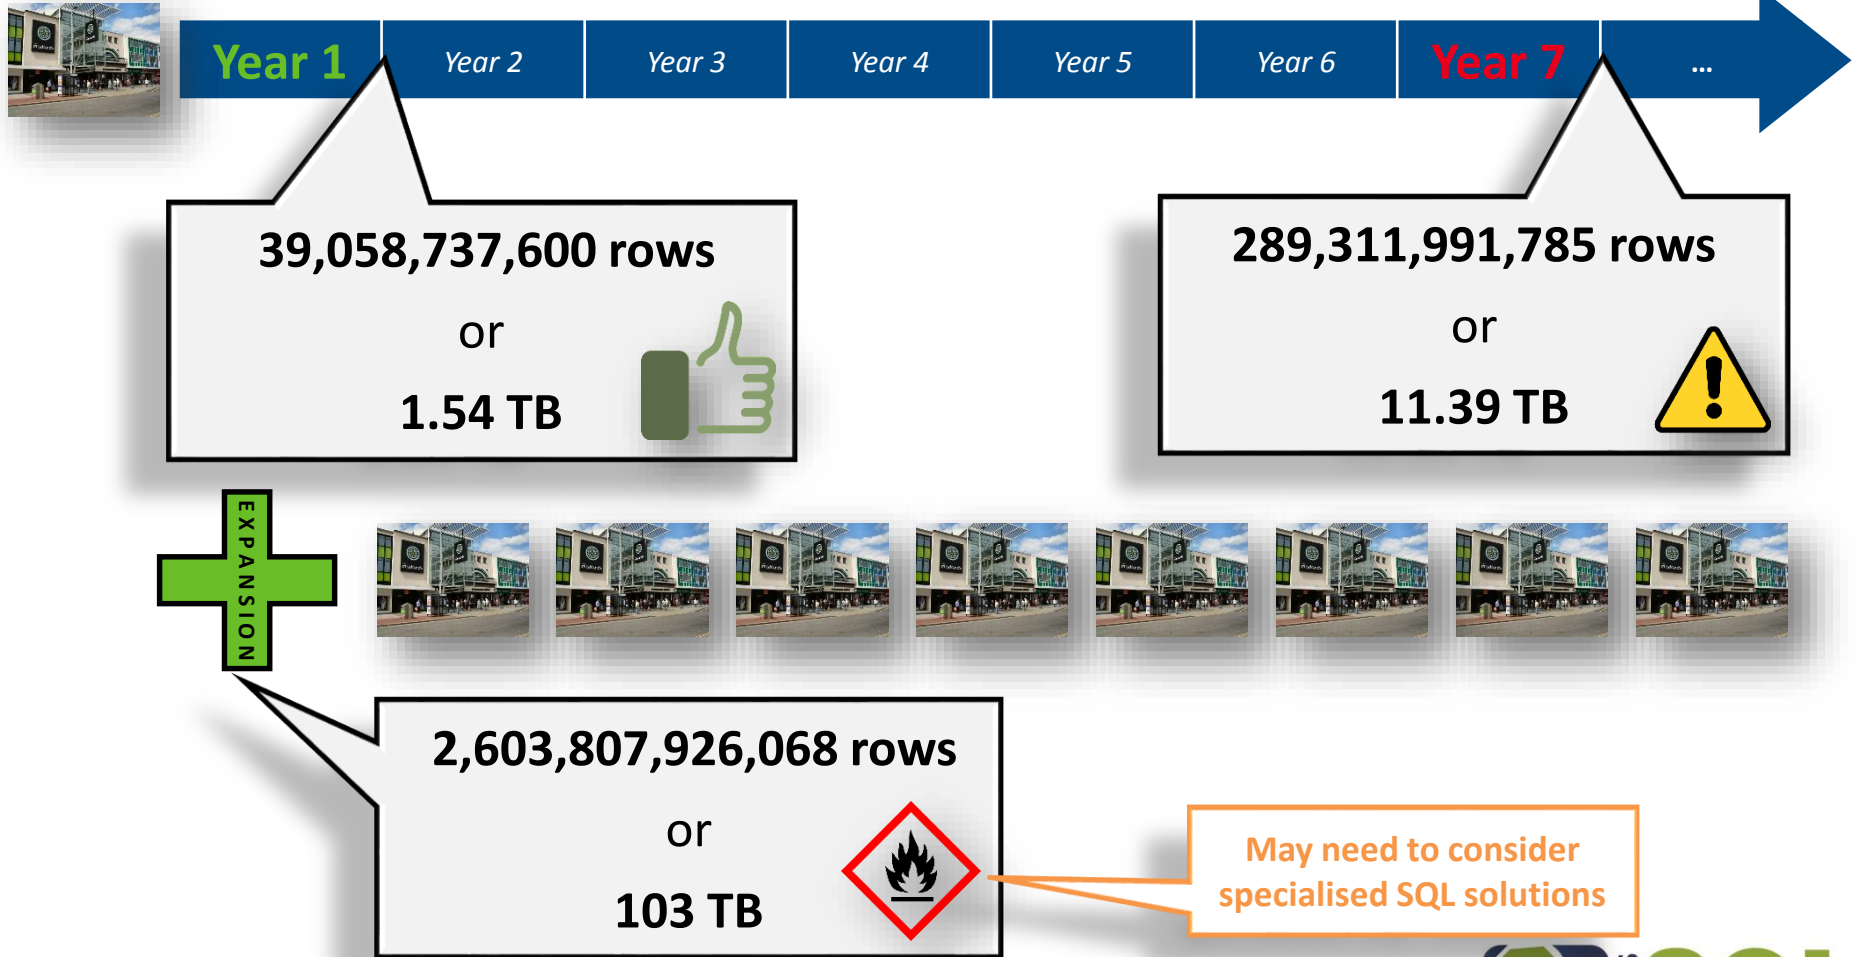 Year 1
Year 2
Year 3
Year 4
Year 5
Year 6
Year 7
...
39,058,737,600 rows
or
1.54 TB
289,311,991,785 rows
or
11.39 TB
EXPANSION
2,603,807,926,068 rows
or
103 TB
May need to consider
specialised SQL solutions